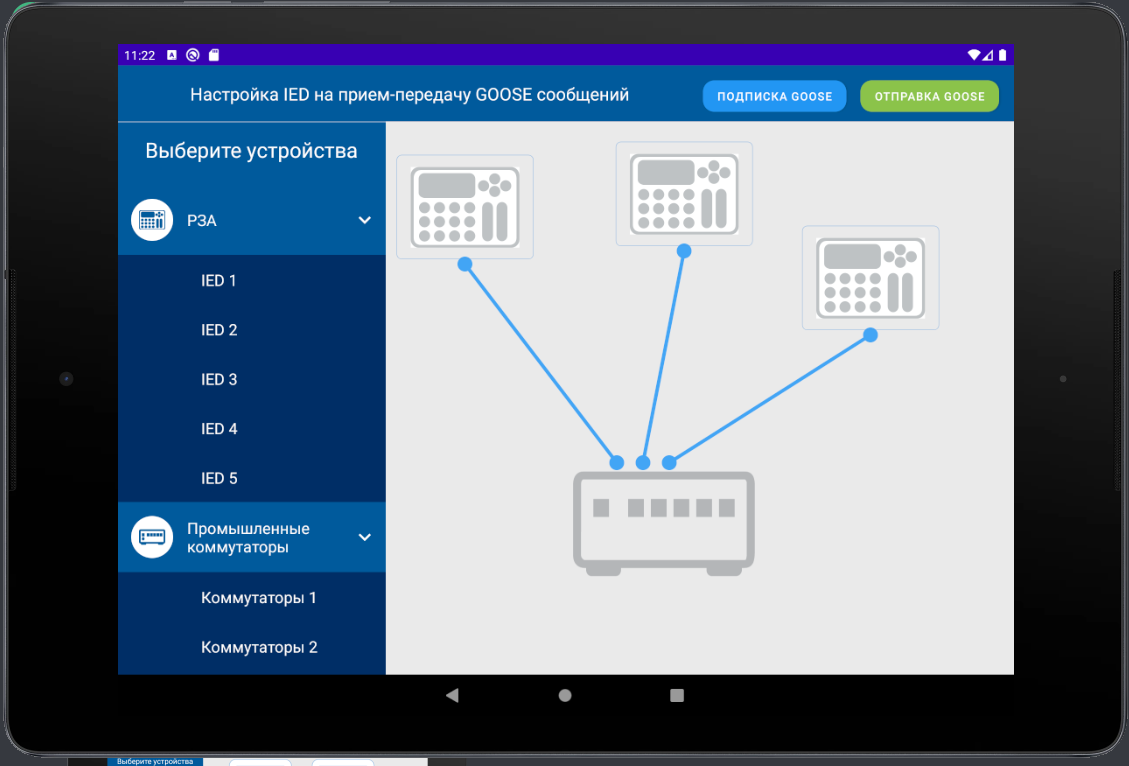 11:22
Настройка IED на прием-передачу GOOSE сообщений
ПОДПИСКА GOOSE
ОТПРАВКА GOOSE
Выберите устройства
РЗА
IED 1
IED 2
IED 3
IED 4
IED 5
Промышленные
коммутаторы
Коммутаторы 1
Коммутаторы 2
Выберите устройства